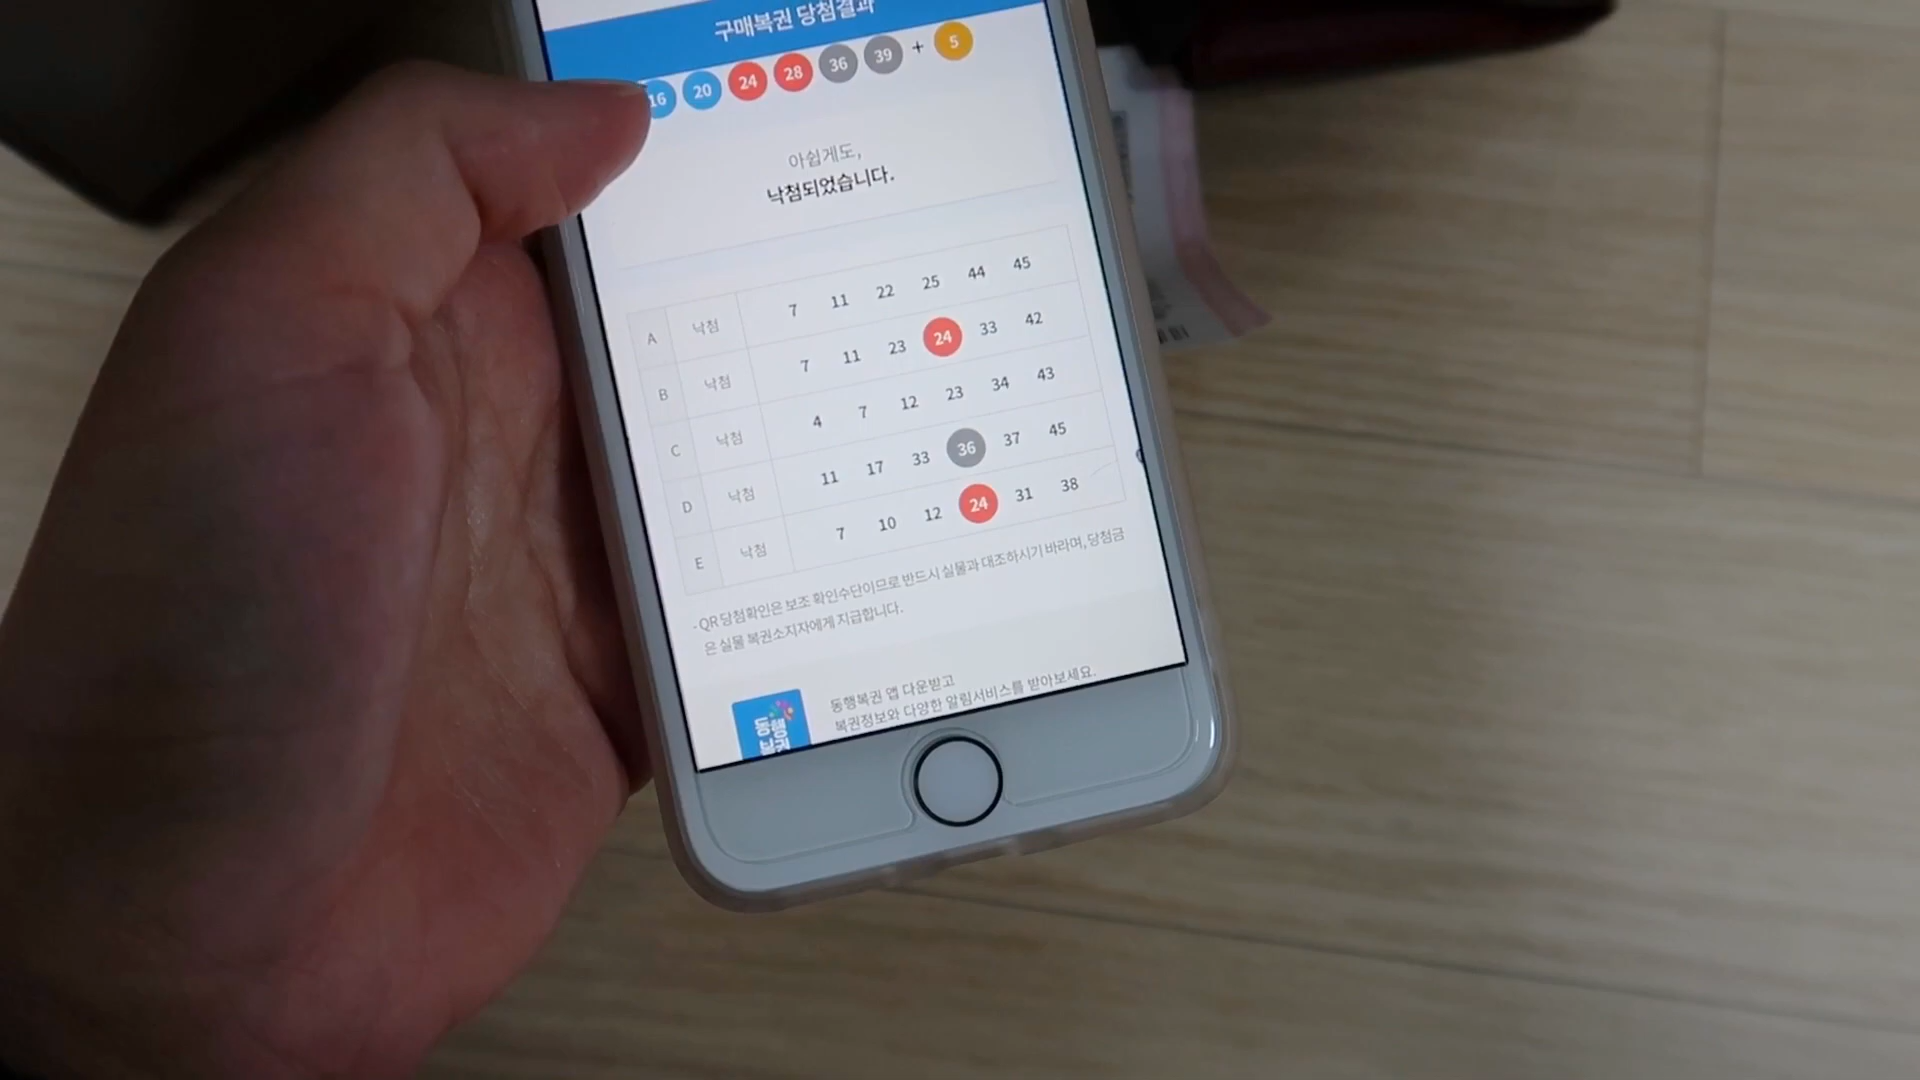 구매복권 당첨결과
16 20 24 28 36 39 + 5
아쉽게도,
낙첨되었습니다.
A 낙첨 7 11 22 25 44 45
B 낙첨 7 11 23 24 33 42
C 낙첨 4 7 12 23 34 43
D 낙첨 11 17 33 36 37 45
E 낙첨 7 10 12 24 31 38
- QR 당첨확인은 보조 확인수단이므로 반드시 실물과 대조하시기 바라며, 당첨금
은 실물 복권소지자에게 지급합니다.
동행복권 앱 다운받고
복권정보와 다양한 알림서비스를 받아보세요.
동행
복권